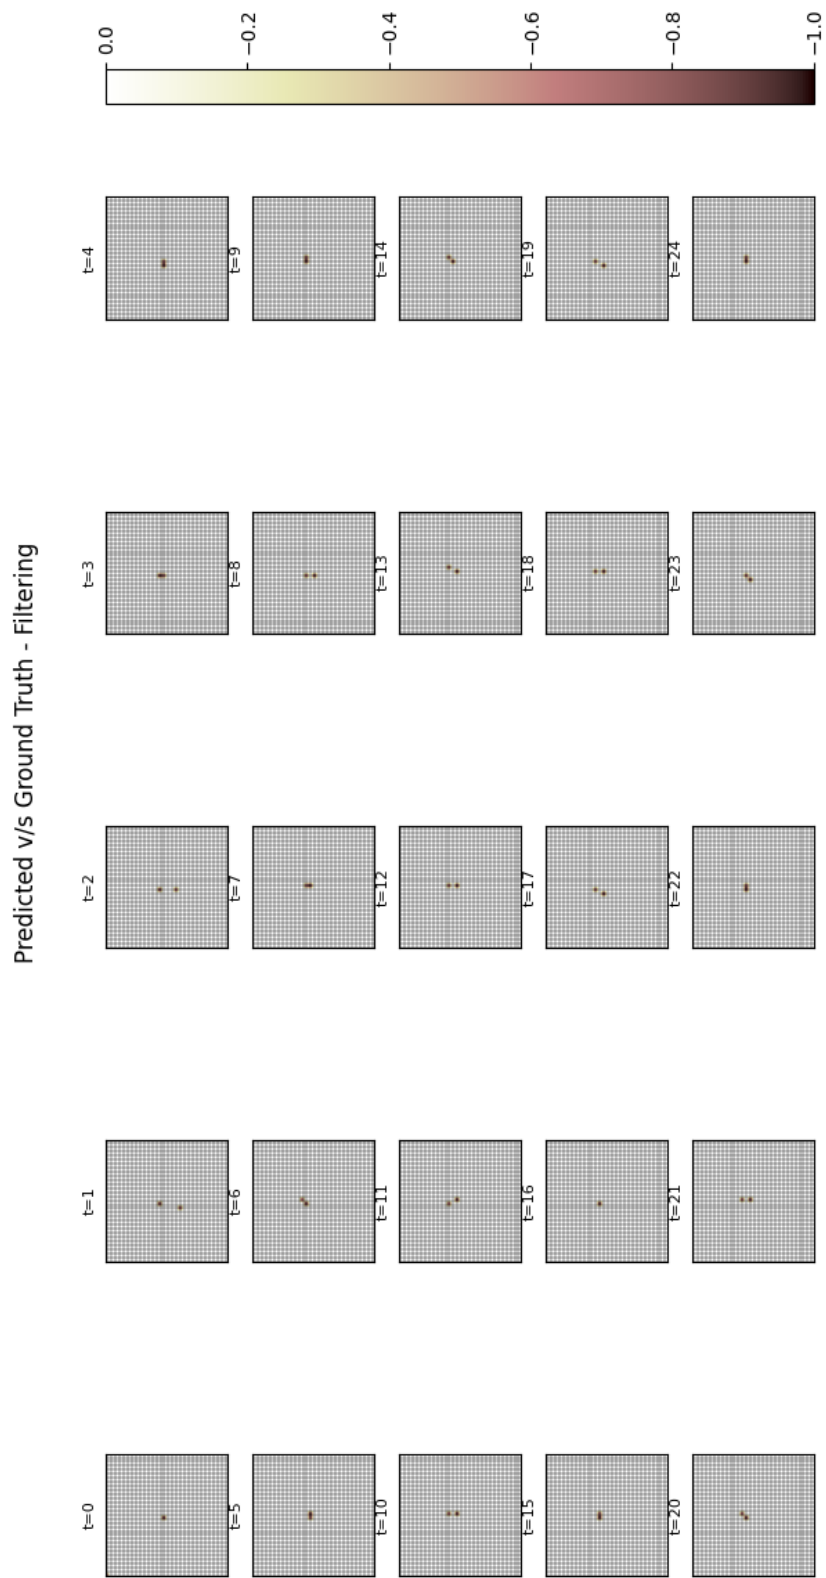 Predicted v/s Ground Truth - Filtering
t=0
t=1
t=2
t=3
t=4
t=5
t=6
t=7
t=8
t=9
t=10
t=11
t=12
t=13
t=14
t=15
t=16
t=17
t=18
t=19
t=20
t=21
t=22
t=23
t=24
0.0
−0.2
−0.4
−0.6
−0.8
−1.0